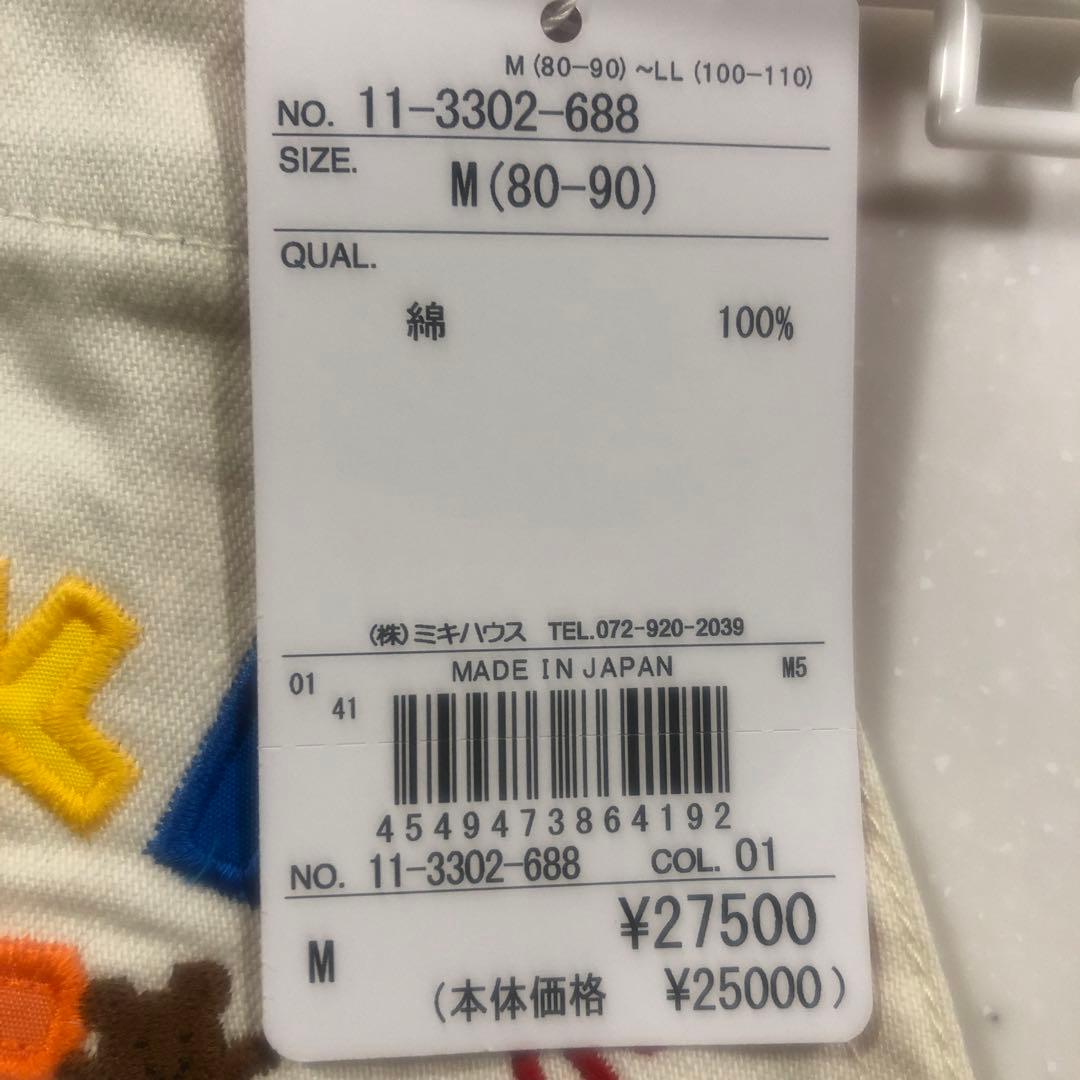 M(80-90)~LL(100-110)
NO. 11-3302-688
SIZE.
M(80-90)
QUAL.
綿 100%
(株)ミキハウス TEL.072-920-2039
MADE IN JAPAN M5
01
41
4549473864192
NO. 11-3302-688 COL. 01
¥27500
M
(本体価格 ¥25000)